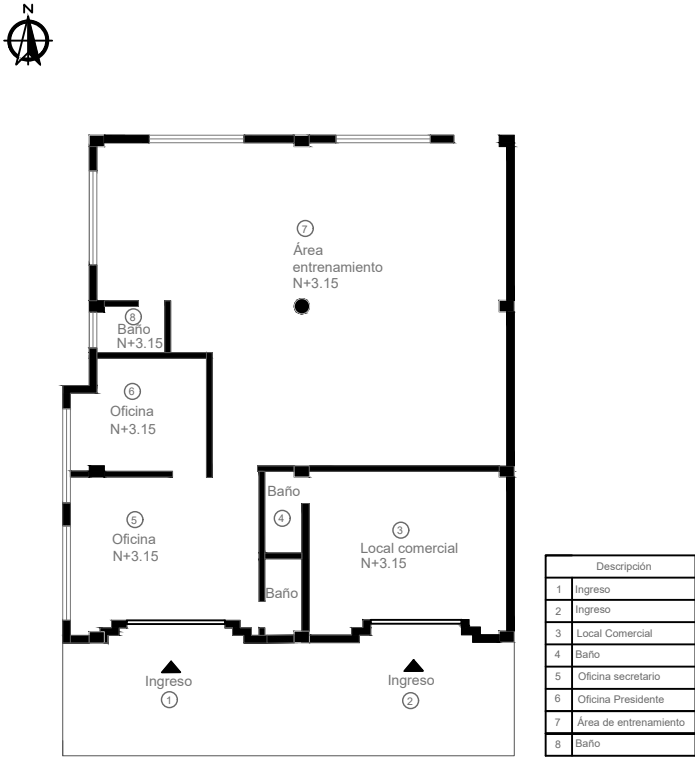 N
7
Área
entrenamiento
N+3.15
8
Baño
N+3.15
6
Oficina
N+3.15
5
Oficina
N+3.15
Baño
4
3
Local comercial
N+3.15
Baño
Ingreso
1
Ingreso
2
Descripción
1 Ingreso
2 Ingreso
3 Local Comercial
4 Baño
5 Oficina secretario
6 Oficina Presidente
7 Área de entrenamiento
8 Baño